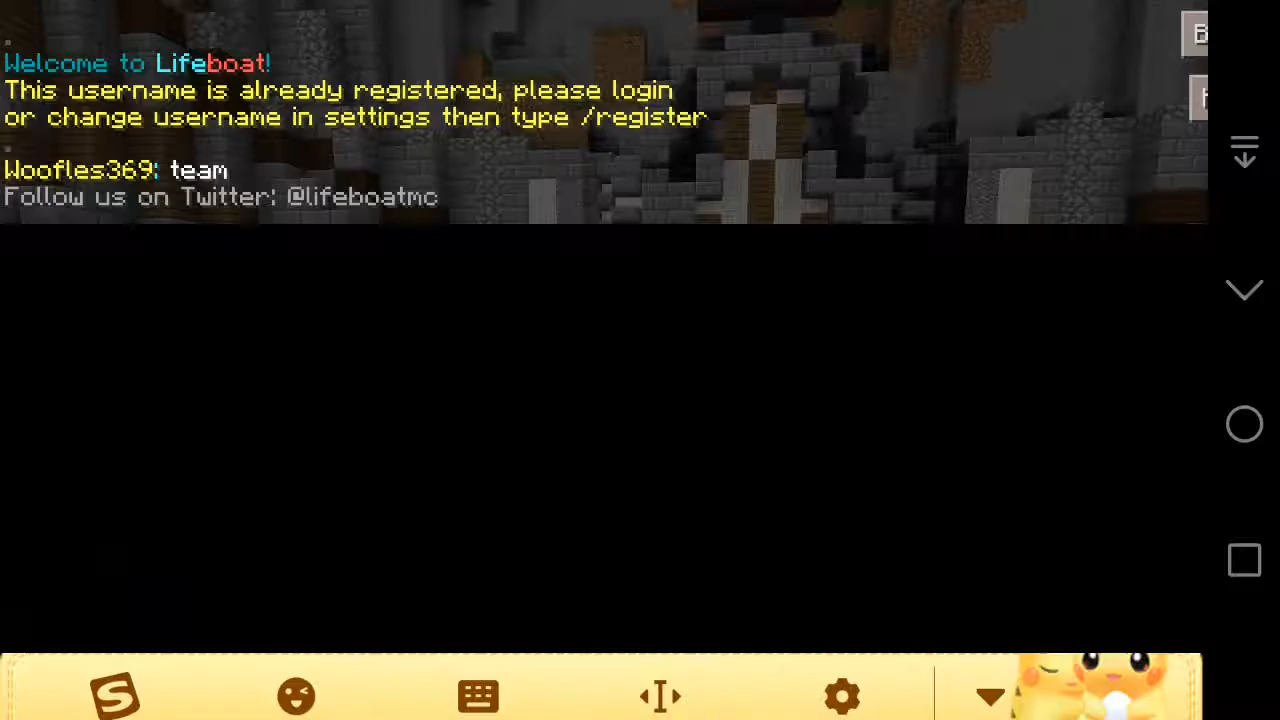 Welcome to Lifeboat!
This username is already registered, please login
or change username in settings then type /register
Woofles369: team
Follow us on Twitter: @lifeboatmc
S